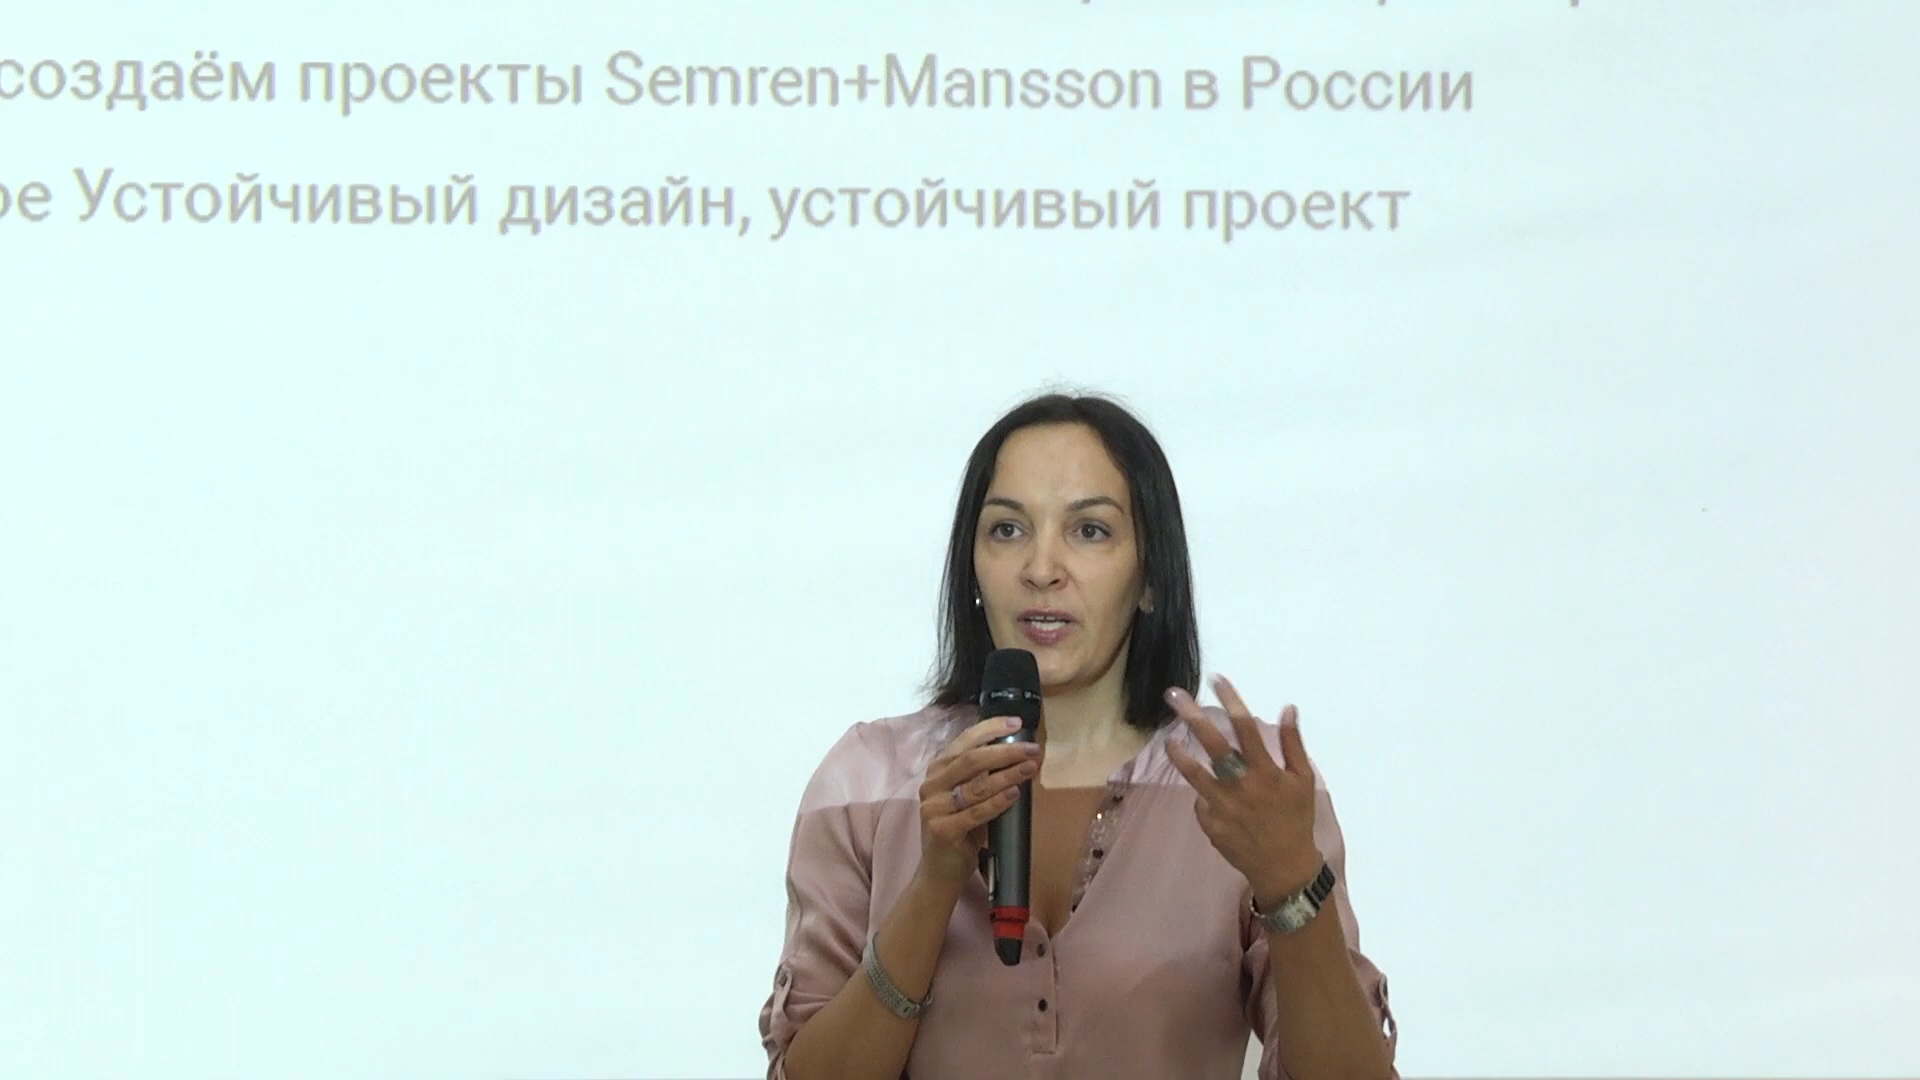 создаём проекты Semren+Mansson в России
Устойчивый дизайн, устойчивый проект